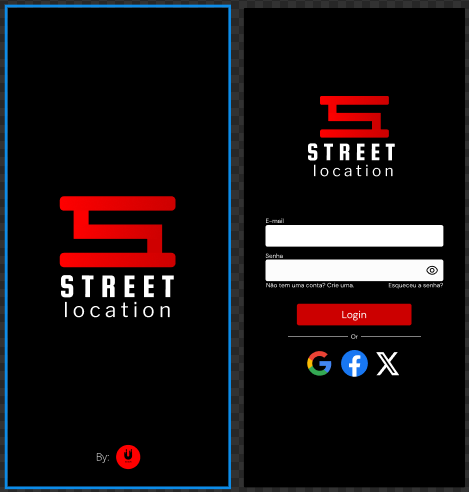 STREET
location
By:
STREET
location
E-mail
Senha
Não tem uma conta? Crie uma. Esqueceu a senha?
Login
Or